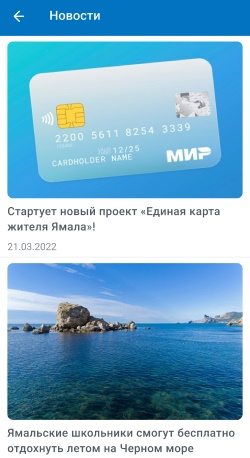 Новости
2200 5611 8254 3339
12/25
CARDHOLDER NAME
МИР
Стартует новый проект «Единая карта
жителя Ямала»!
21.03.2022
Ямальские школьники смогут бесплатно
отдохнуть летом на Черном море